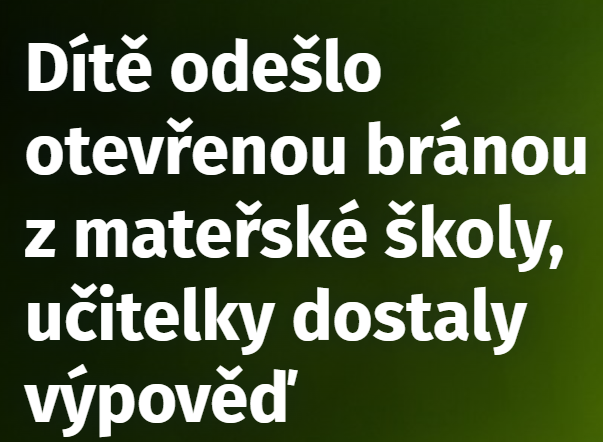 Dítě odešlo
otevřenou bránou
z mateřské školy,
učitelky dostaly
výpověď